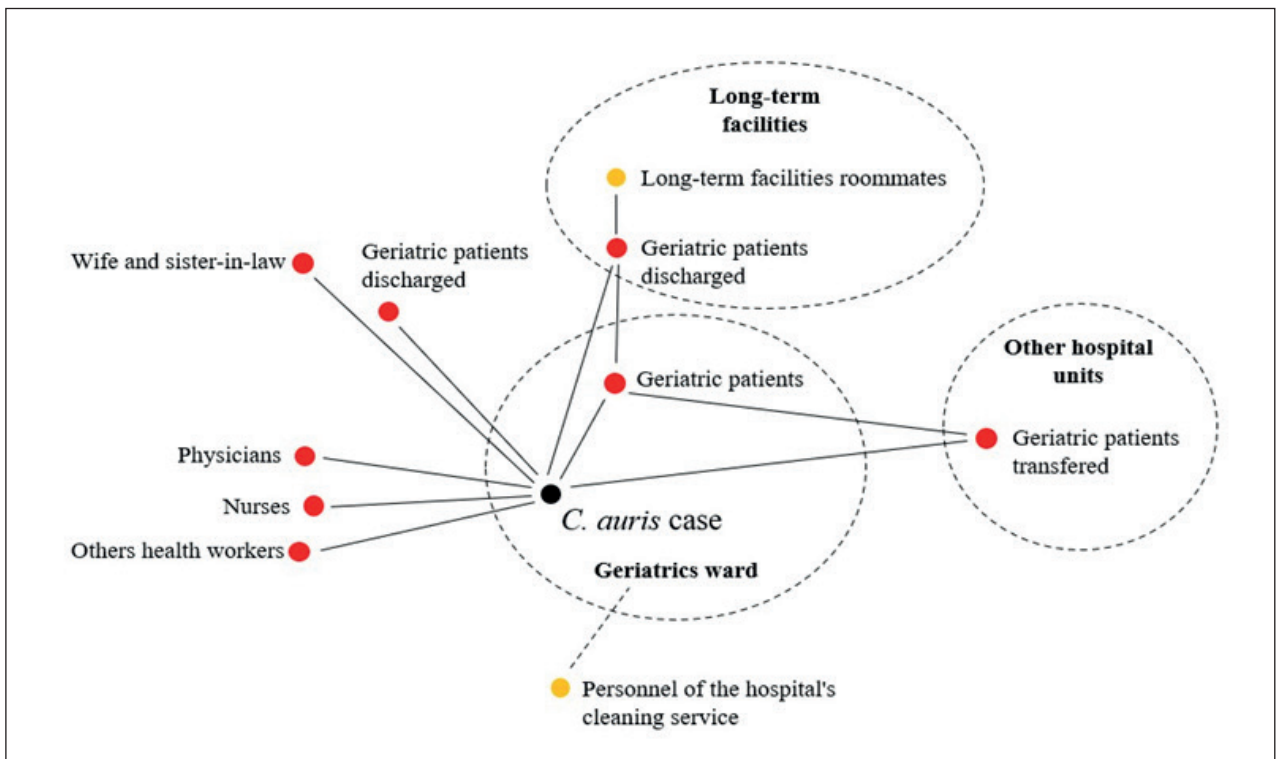 Long-term
facilities
Long-term facilities roommates
Wife and sister-in-law
Geriatric patients
discharged
Geriatric patients
discharged
Other hospital
units
Geriatric patients
Geriatric patients
transfered
Physicians
Nurses
Others health workers
C. auris case
Geriatrics ward
Personnel of the hospital's
cleaning service